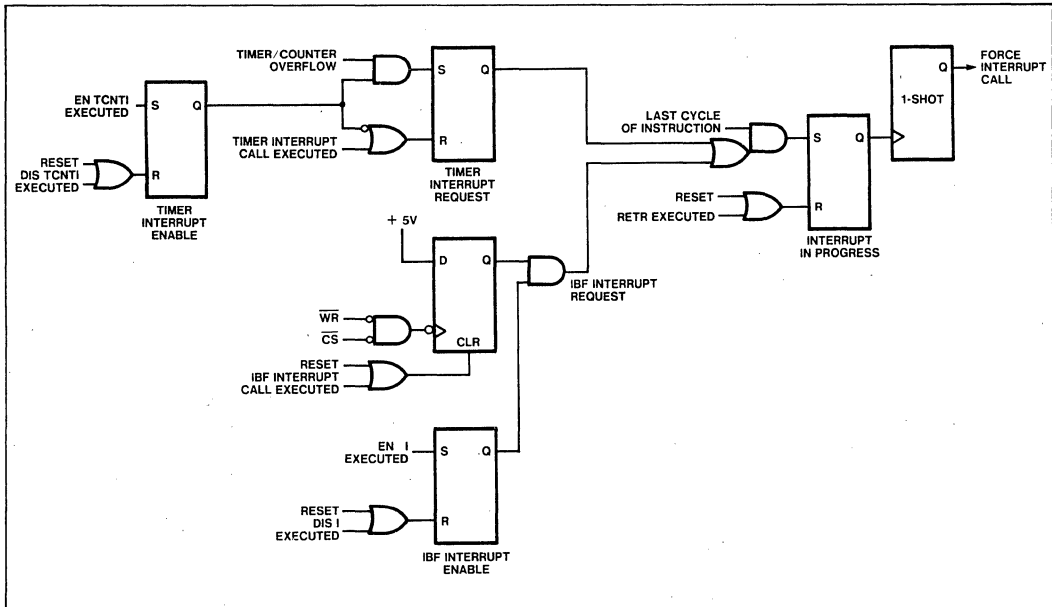 TIMER/COUNTER
OVERFLOW
S
Q
EN TCNTI
EXECUTED
S
Q
TIMER INTERRUPT
CALL EXECUTED
R
RESET
DIS TCNTI
EXECUTED
R
TIMER
INTERRUPT
ENABLE
TIMER
INTERRUPT
REQUEST
LAST CYCLE
OF INSTRUCTION
S
Q
RESET
RETR EXECUTED
R
INTERRUPT
IN PROGRESS
Q
1-SHOT
FORCE
INTERRUPT
CALL
+ 5V
D
Q
IBF INTERRUPT
REQUEST
WR
CS
CLR
RESET
IBF INTERRUPT
CALL EXECUTED
EN I
EXECUTED
S
Q
RESET
DIS I
EXECUTED
R
IBF INTERRUPT
ENABLE